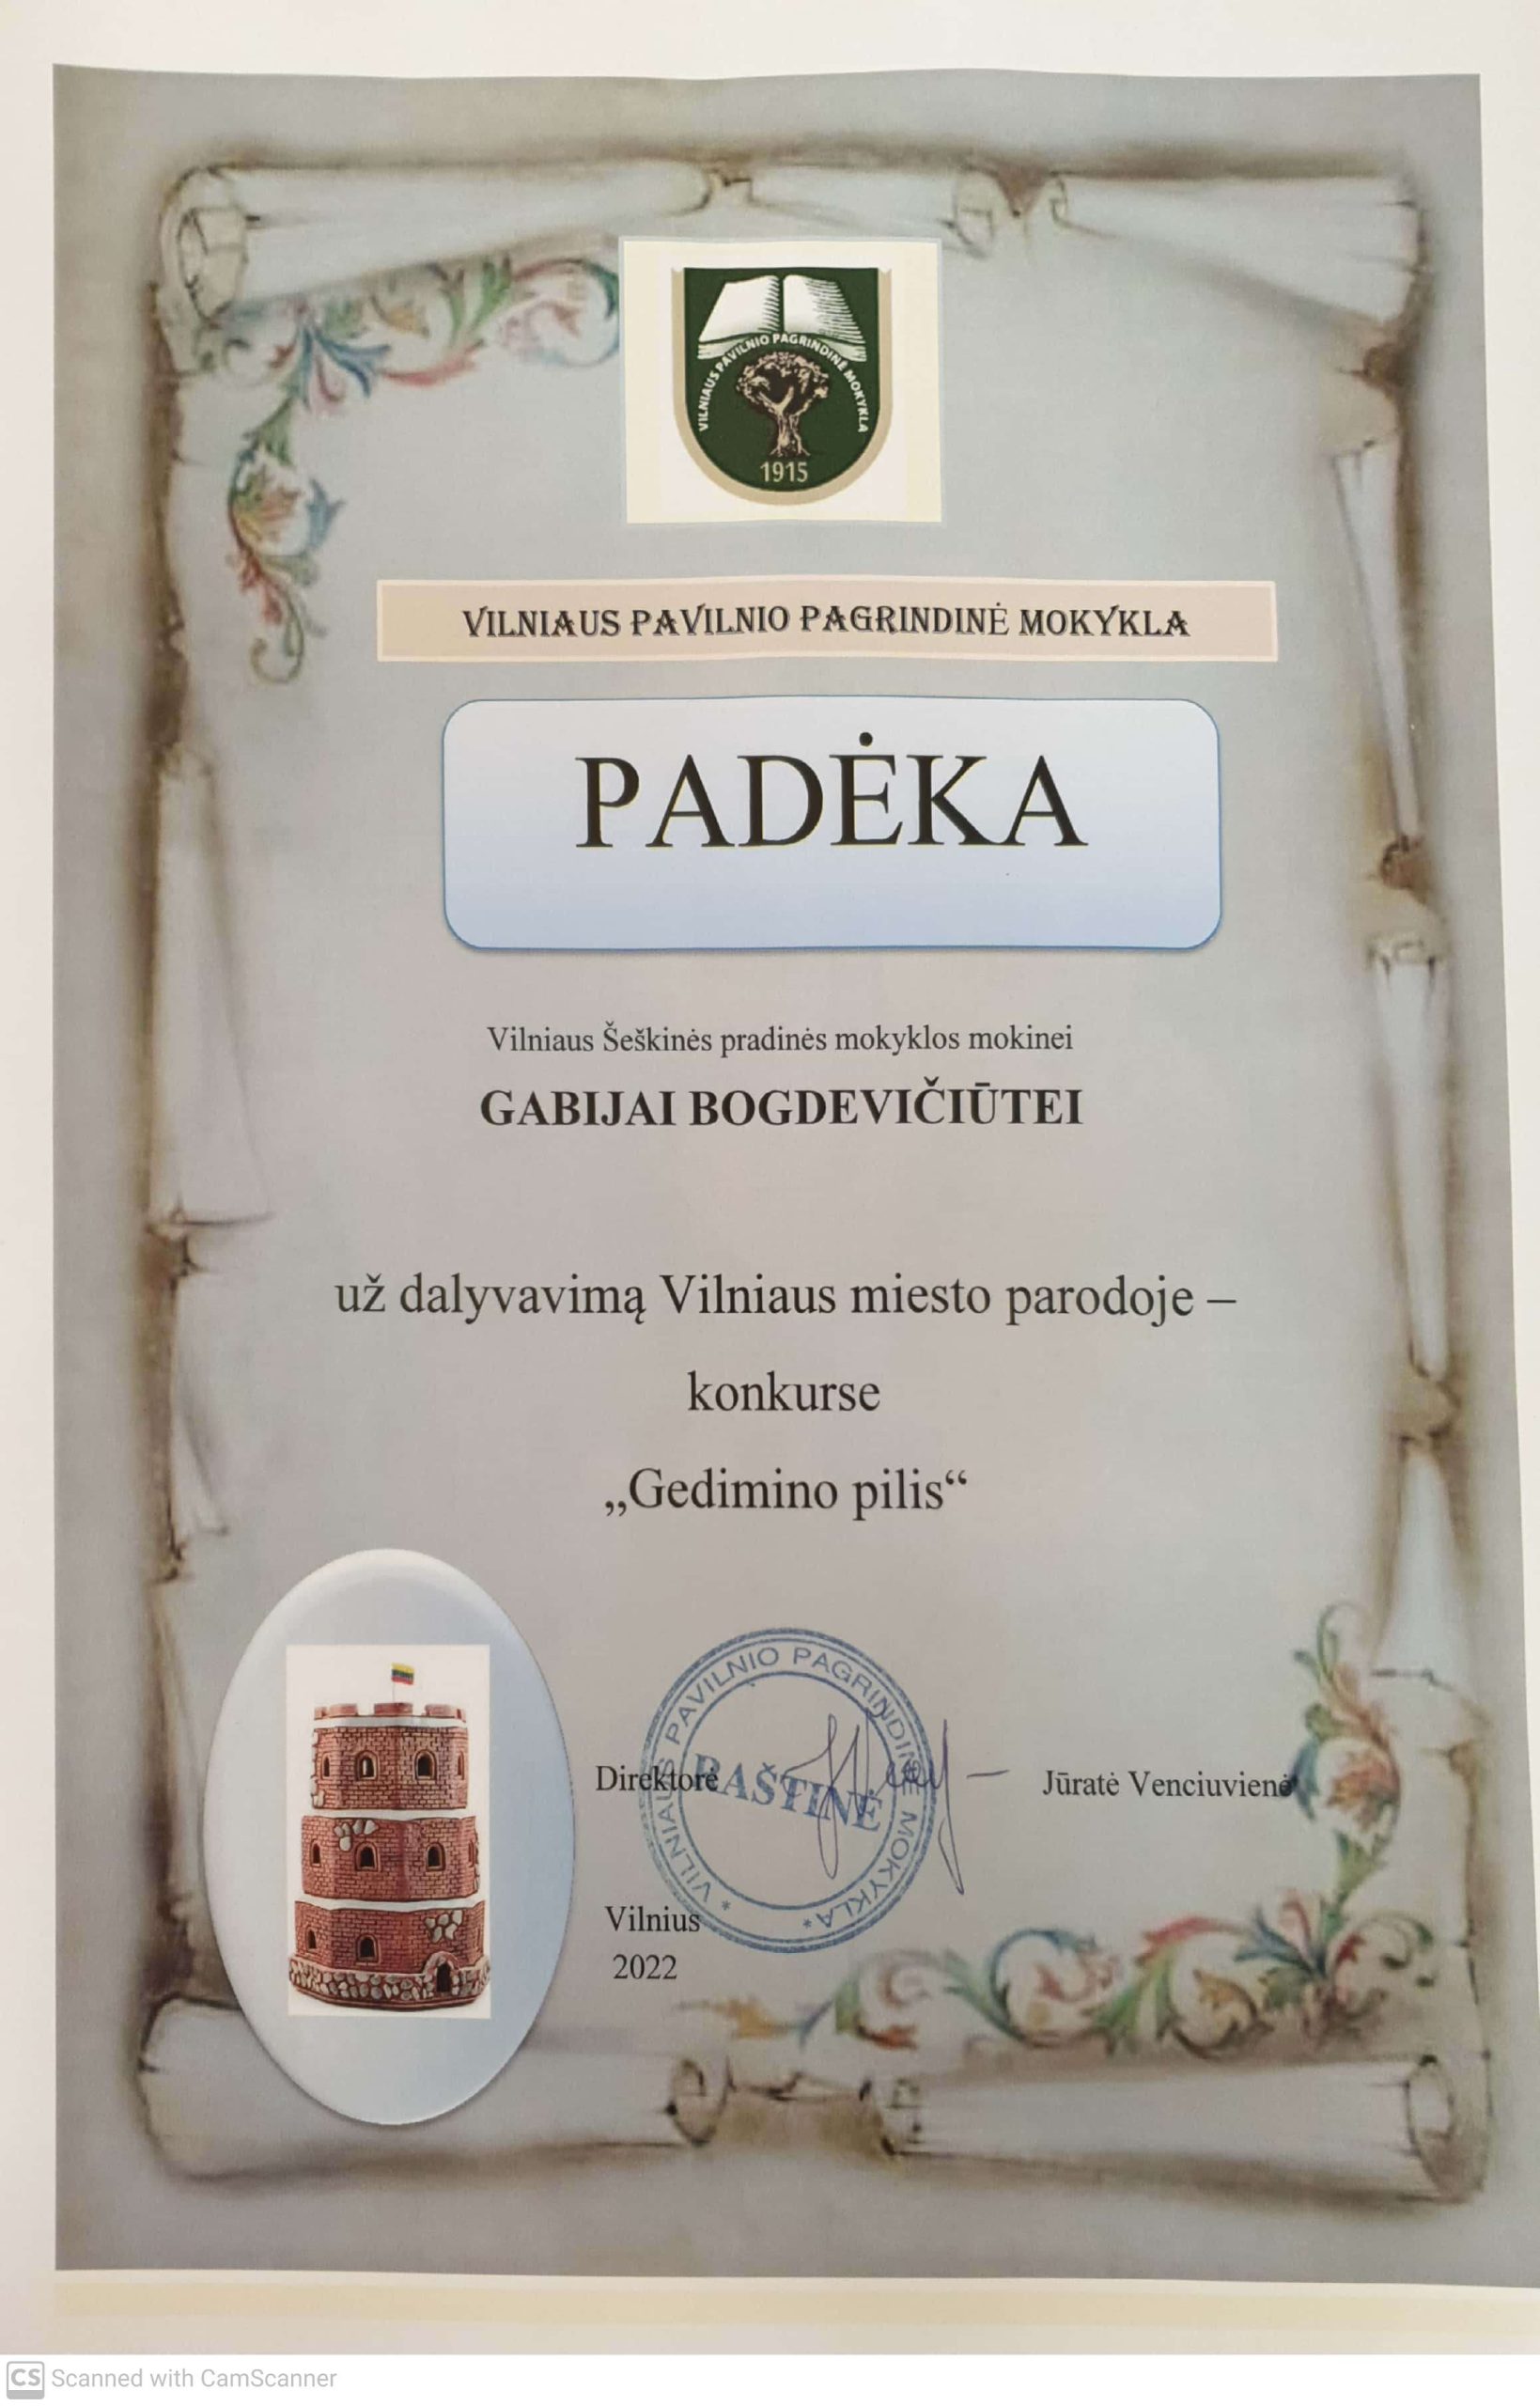 VILNIAUS PAVILNIO PAGRINDINĖ MOKYKLA
1915
VILNIAUS PAVILNIO PAGRINDINĖ MOKYKLA
PADĖKA
Vilniaus Šeškinės pradinės mokyklos mokinei
GABIJAI BOGDEVIČIŪTEI
už dalyvavimą Vilniaus miesto parodoje –
konkurse
„Gedimino pilis“
Direktorė
Jūratė Venciuvienė
* VILNIAUS PAVILNIO PAGRINDINĖ MOKYKLA *
RAŠTINĖ
Vilnius
2022
CS Scanned with CamScanner